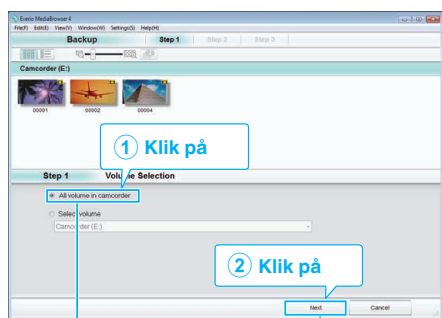 Everio MediaBrowser 4
File(F) Edit(E) View(V) Window(W) Settings(S) Help(H)
Backup Step 1 Step 2 Step 3
Camcorder (E:)
00001 00002 00004
① Klik på
Step 1 Volume Selection
All volume in camcorder
Select volume
Camcorder (E:)
② Klik på
Next Cancel